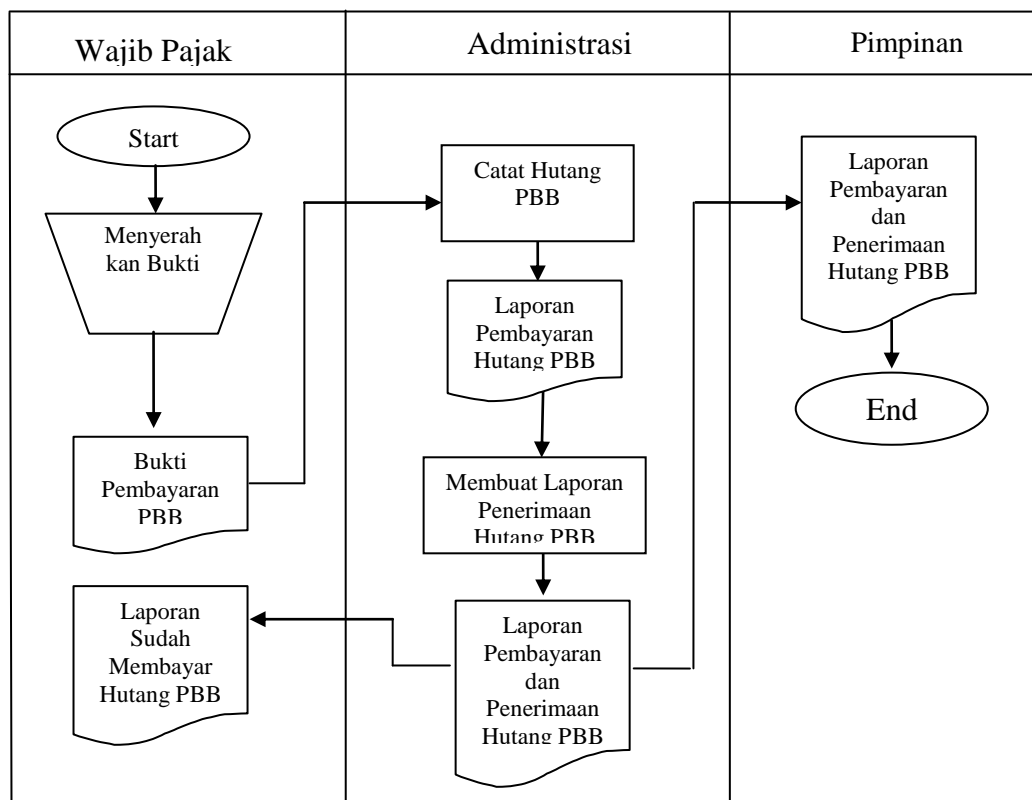 Wajib Pajak
Administrasi
Pimpinan
Start
Menyerah
kan Bukti
Bukti
Pembayaran
PBB
Laporan
Sudah
Membayar
Hutang PBB
Catat Hutang
PBB
Laporan
Pembayaran
Hutang PBB
Membuat Laporan
Penerimaan
Hutang PBB
Laporan
Pembayaran
dan
Penerimaan
Hutang PBB
Laporan
Pembayaran
dan
Penerimaan
Hutang PBB
End